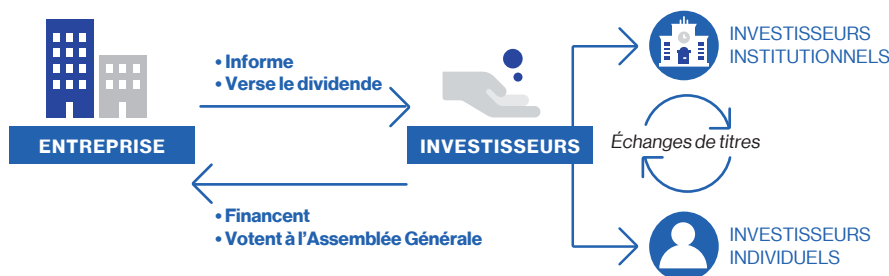 • Informe
• Verse le dividende
ENTREPRISE
INVESTISSEURS
• Financent
• Votent à l'Assemblée Générale
INVESTISSEURS
INSTITUTIONNELS
Échanges de titres
INVESTISSEURS
INDIVIDUELS